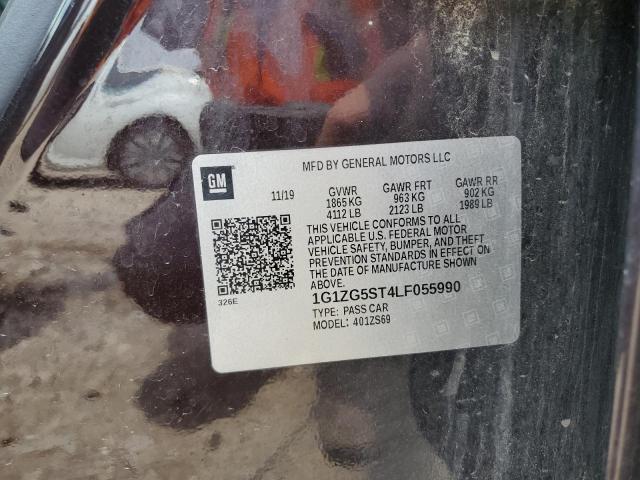 MFD BY GENERAL MOTORS LLC
GM
11/19 GVWR GAWR FRT GAWR RR
1865 KG 963 KG 902 KG
4112 LB 2123 LB 1989 LB
THIS VEHICLE CONFORMS TO ALL
APPLICABLE U.S. FEDERAL MOTOR
VEHICLE SAFETY, BUMPER, AND THEFT
PREVENTION STANDARDS IN EFFECT ON
THE DATE OF MANUFACTURE SHOWN
ABOVE.
326E
1G1ZG5ST4LF055990
TYPE: PASS CAR
MODEL: 401ZS69